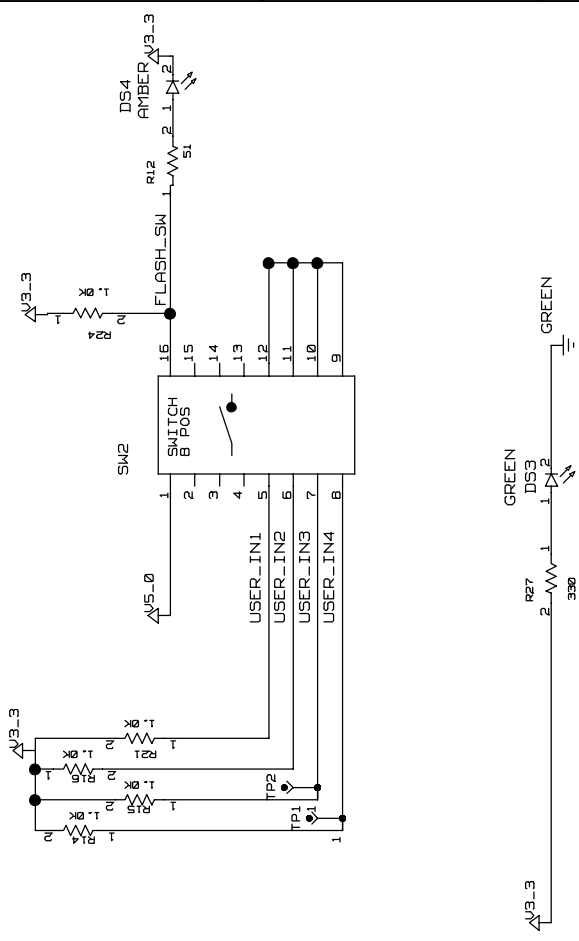 V3_3
DS4
AMBER
2
1
2
R12
51
1
V3_3
1
1.0K
R24
2
FLASH_SW
16
15
14
13
12
11
10
9
SWITCH
8 POS
SW2
1
2
3
4
5
6
7
8
V5_0
USER_IN1
USER_IN2
USER_IN3
USER_IN4
V3_3
1.0K
R21
1
2
1
1.0K
R16
2
1.0K
R15
1
2
1.0K
R14
1
TP2
TP1
1
1
GREEN
GREEN
DS3
2
1
1
R27
330
2
V3_3